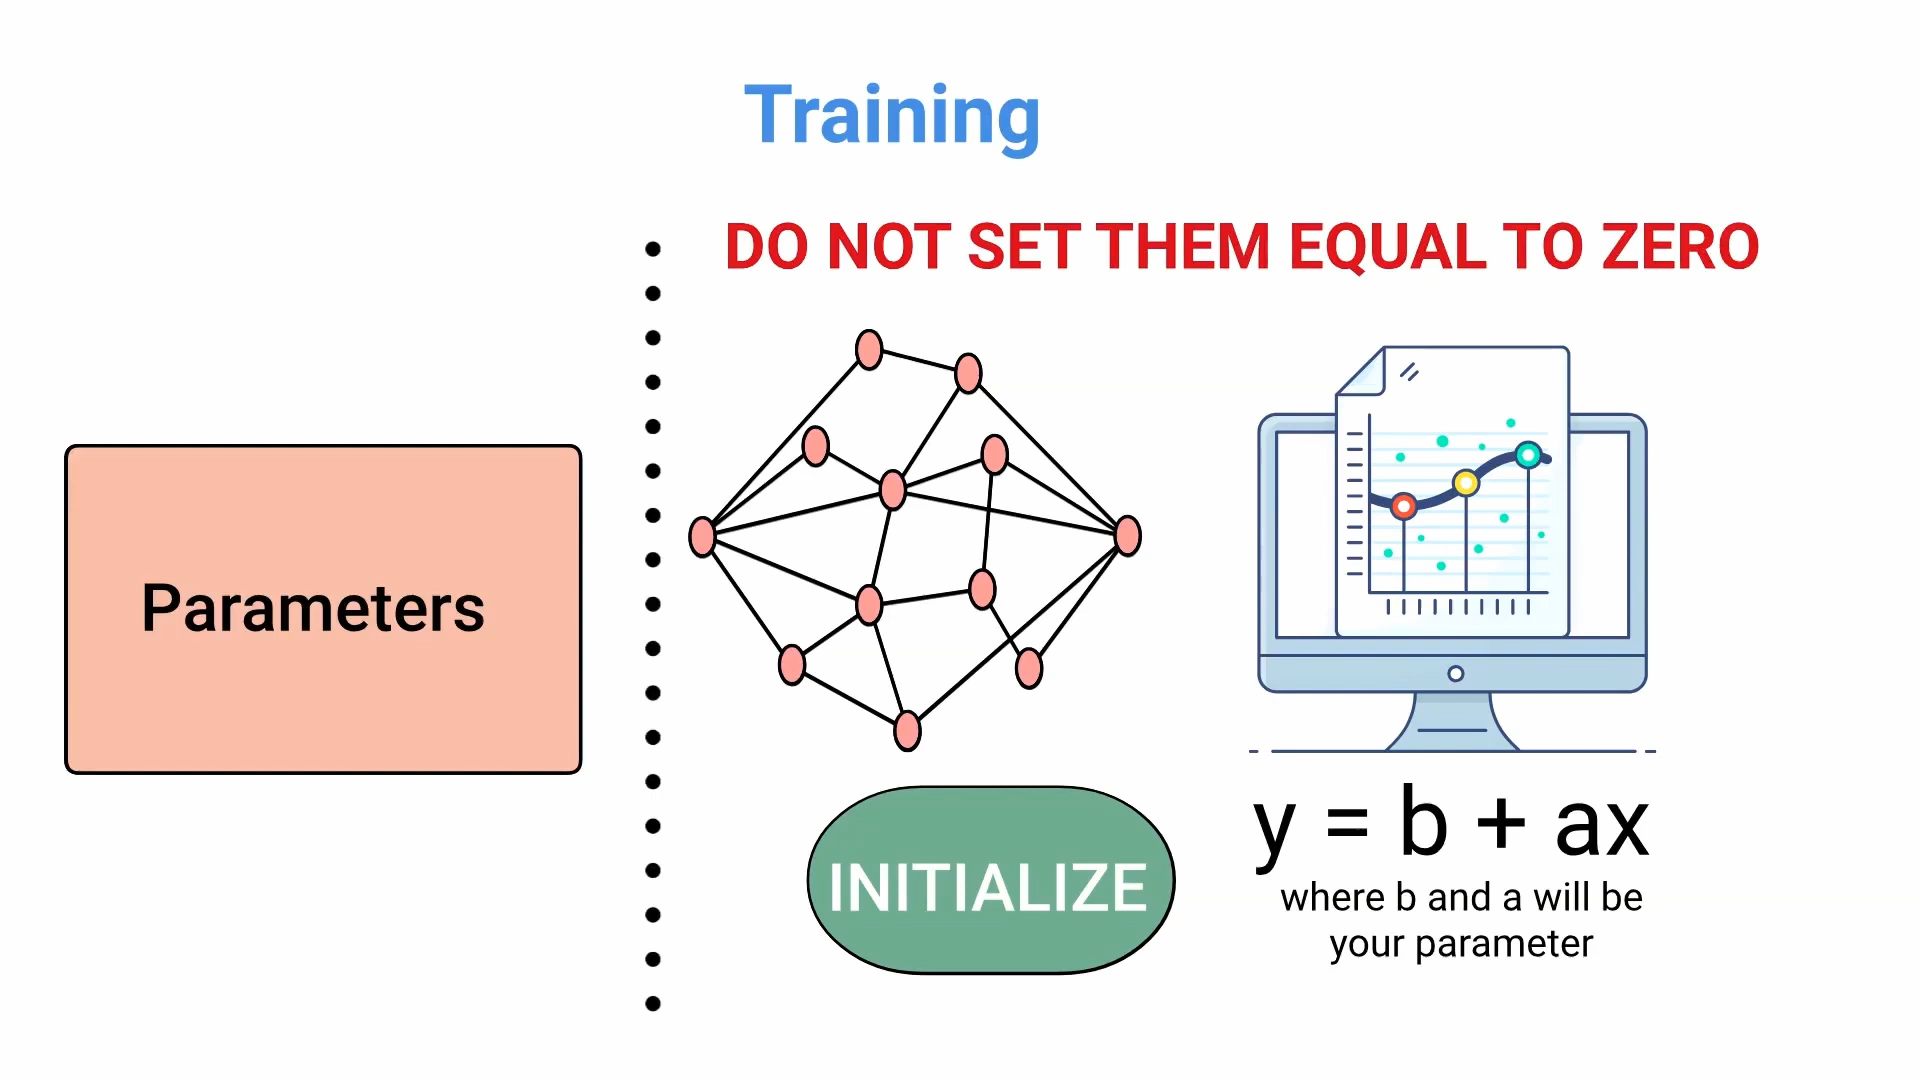 Training
DO NOT SET THEM EQUAL TO ZERO
Parameters
INITIALIZE
y = b + ax
where b and a will be
your parameter